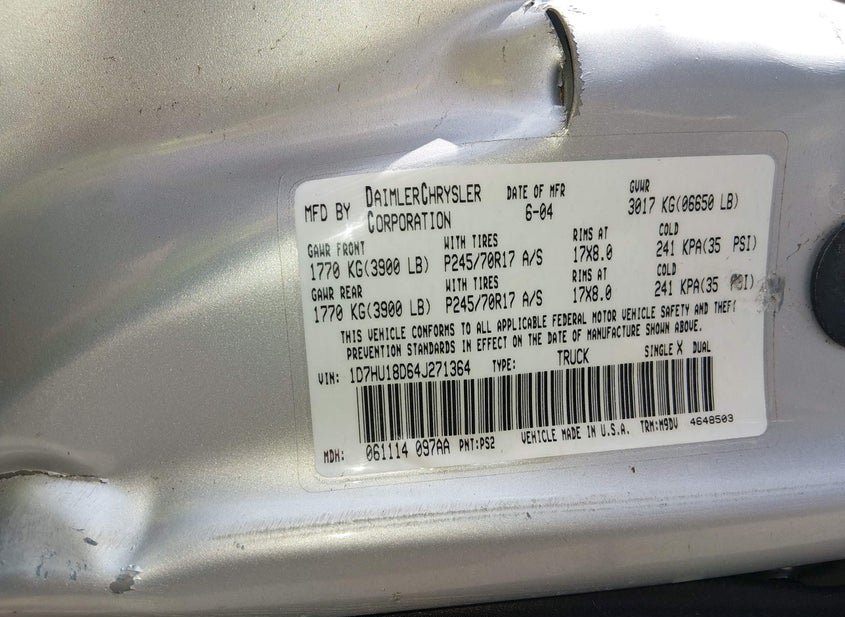 MFD BY DAIMLERCHRYSLER CORPORATION DATE OF MFR 6-04 GVWR 3017 KG(06650 LB)
GAWR FRONT WITH TIRES RIMS AT COLD
1770 KG(3900 LB) P245/70R17 A/S 17X8.0 241 KPA(35 PSI)
GAWR REAR WITH TIRES RIMS AT COLD
1770 KG(3900 LB) P245/70R17 A/S 17X8.0 241 KPA(35 PSI)
THIS VEHICLE CONFORMS TO ALL APPLICABLE FEDERAL MOTOR VEHICLE SAFETY AND THEFT
PREVENTION STANDARDS IN EFFECT ON THE DATE OF MANUFACTURE SHOWN ABOVE.
VIN: 1D7HU18D64J271364 TYPE: TRUCK SINGLE X DUAL
MDH: 061114 097AA PNT:PS2 VEHICLE MADE IN U.S.A. TRM:M9DV 4648503